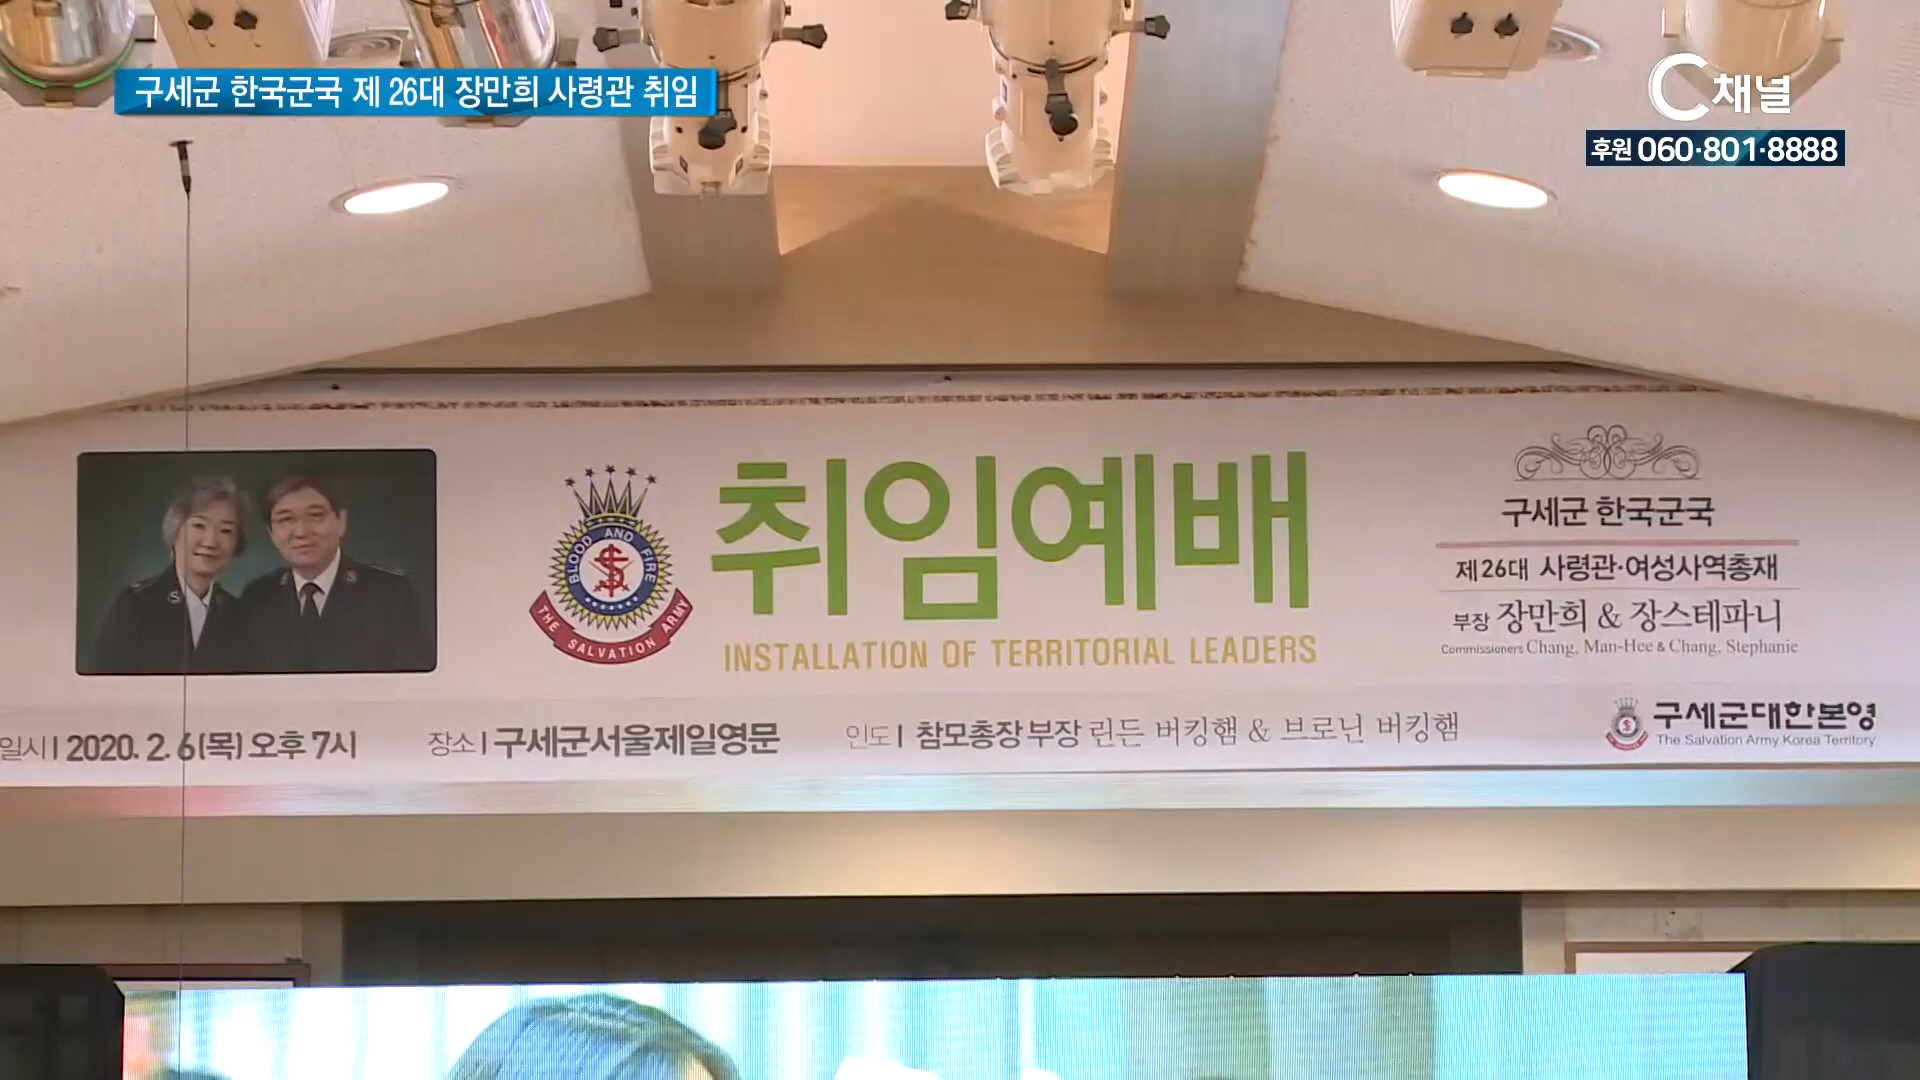 구세군 한국군국 제 26대 장만희 사령관 취임
C채널
후원 060·801·8888
BLOOD AND FIRE
THE SALVATION ARMY
취임예배
INSTALLATION OF TERRITORIAL LEADERS
구세군 한국군국
제26대 사령관·여성사역총재
부장 장만희 & 장스테파니
Commissioners Chang, Man-Hee & Chang, Stephanie
일시 | 2020. 2. 6(목) 오후 7시
장소 | 구세군서울제일영문
인도 | 참모총장 부장 린든 버킹햄 & 브로닌 버킹햄
구세군대한본영
The Salvation Army Korea Territory